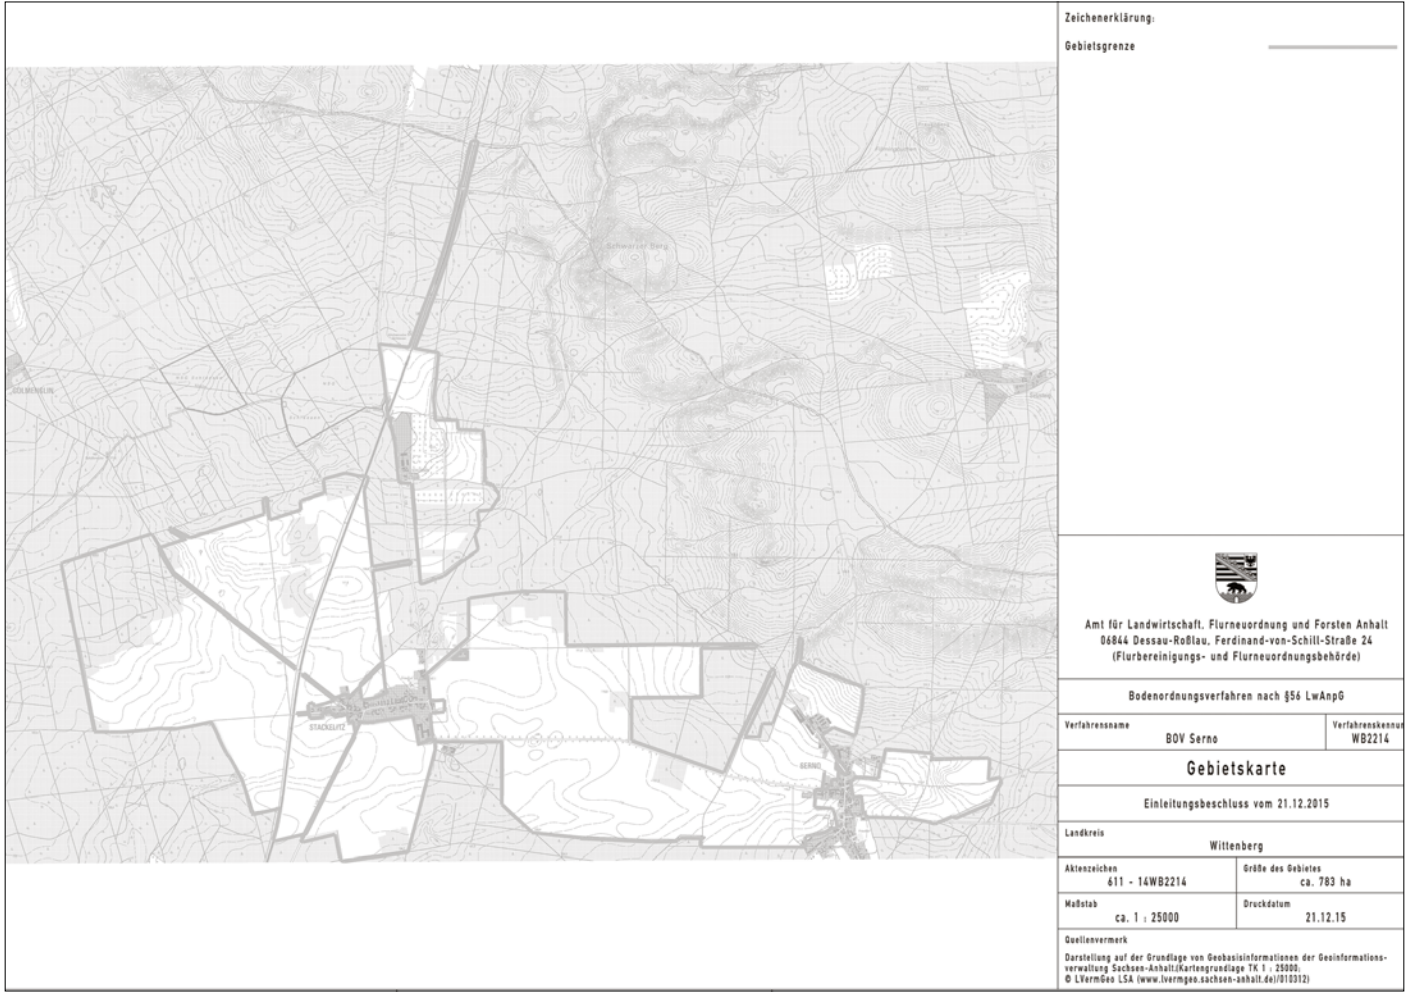 Zeichenerklärung:
Gebietsgrenze
Schwarzer Berg
STACKELITZ
SERNO
Amt für Landwirtschaft, Flurneuordnung und Forsten Anhalt
06844 Dessau-Roßlau, Ferdinand-von-Schill-Straße 24
(Flurbereinigungs- und Flurneuordnungsbehörde)
Bodenordnungsverfahren nach §56 LwAnpG
Verfahrensname
BOV Serno
Verfahrenskennur
WB2214
Gebietskarte
Einleitungsbeschluss vom 21.12.2015
Landkreis
Wittenberg
Aktenzeichen
611 - 14WB2214
Größe des Gebietes
ca. 783 ha
Maßstab
ca. 1 : 25000
Druckdatum
21.12.15
Quellenvermerk
Darstellung auf der Grundlage von Geobasisinformationen der Geoinformations-
verwaltung Sachsen-Anhalt.(Kartengrundlage TK 1 : 25000;
© LVermGeo LSA (www.lvermgeo.sachsen-anhalt.de)/010312)